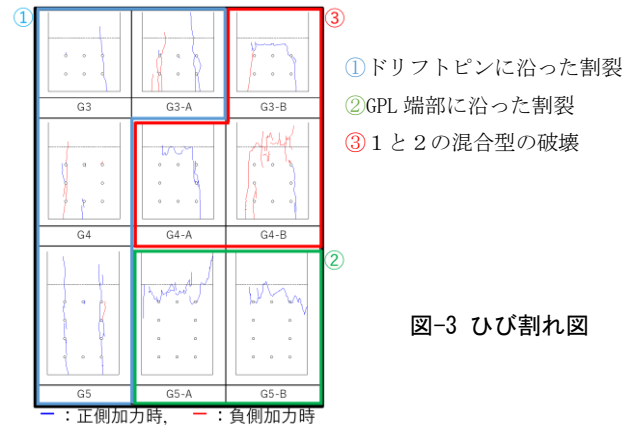 ①
③
G3
G3-A
G3-B
①ドリフトピンに沿った割裂
②GPL 端部に沿った割裂
③１と２の混合型の破壊
G4
G4-A
G4-B
②
G5
G5-A
G5-B
図-3 ひび割れ図
ー：正側加力時, ー：負側加力時